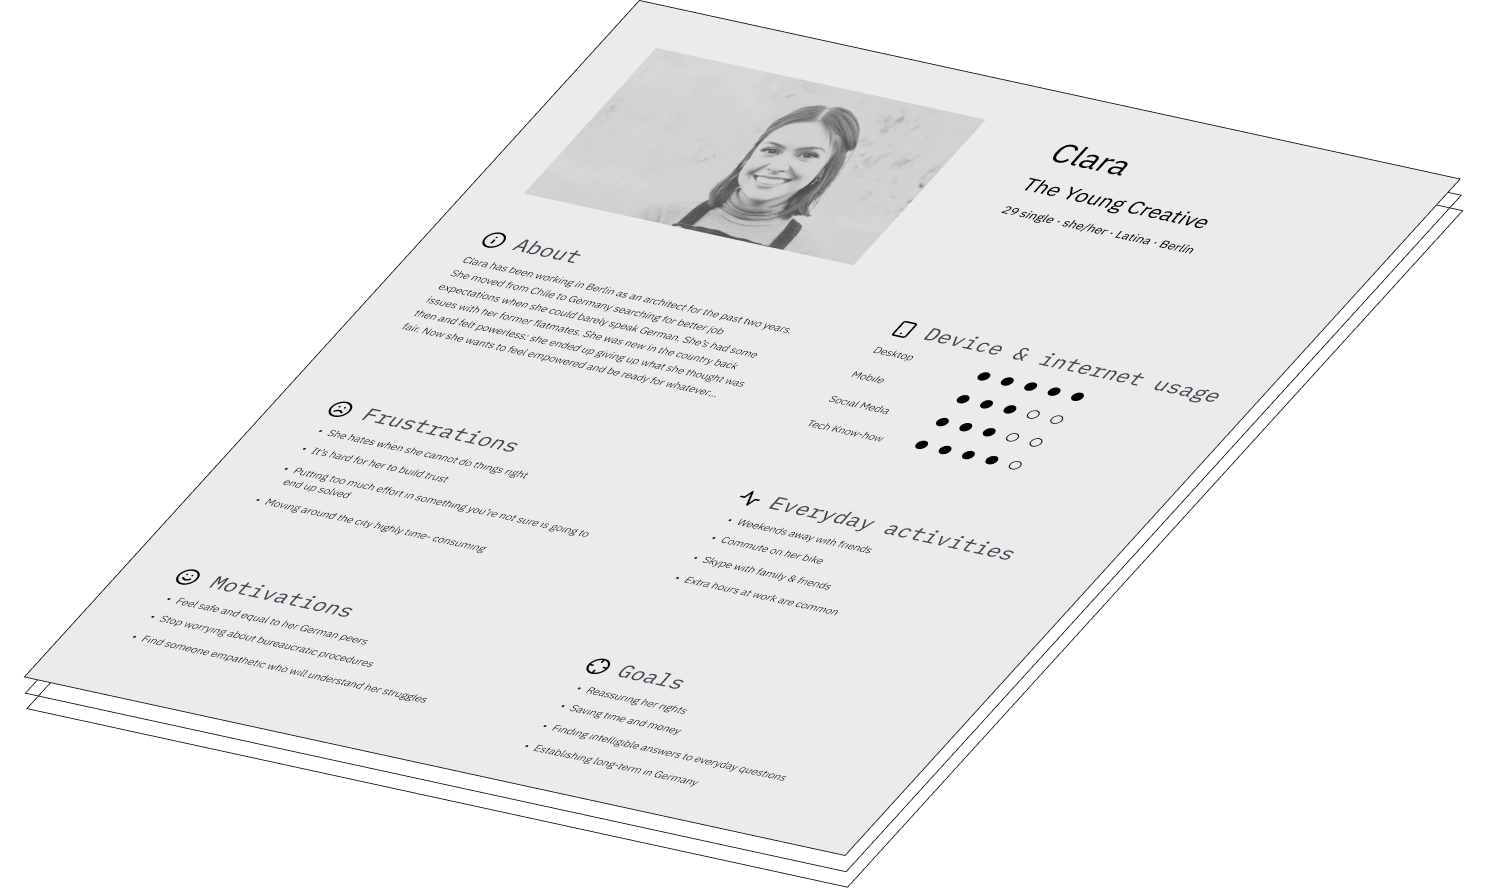 Clara
The Young Creative
29 single · she/her · Latina · Berlin
About
Clara has been working in Berlin as an architect for the past two years.
She moved from Chile to Germany searching for better job
expectations when she could barely speak German. She's had some
issues with her former flatmates. She was new in the country back
then and felt powerless: she ended up giving up what she thought was
fair. Now she wants to feel empowered and be ready for whatever...
Frustrations
• She hates when she cannot do things right
• It's hard for her to build trust
• Putting too much effort in something you're not sure is going to
end up solved
• Moving around the city highly time- consuming
Motivations
• Feel safe and equal to her German peers
• Stop worrying about bureaucratic procedures
• Find someone empathetic who will understand her struggles
Device & internet usage
Desktop
Mobile
Social Media
Tech Know-how
Everyday activities
• Weekends away with friends
• Commute on her bike
• Skype with family & friends
• Extra hours at work are common
Goals
• Reassuring her rights
• Saving time and money
• Finding intelligible answers to everyday questions
• Establishing long-term in Germany